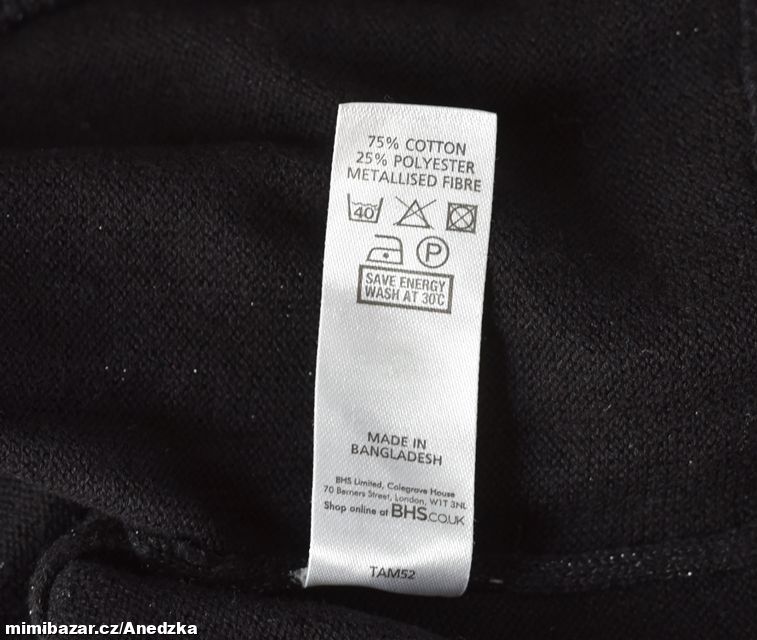 75% COTTON
25% POLYESTER
METALLISED FIBRE
40
P
SAVE ENERGY
WASH AT 30°C
MADE IN
BANGLADESH
BHS Limited, Colegrave House
70 Berners Street, London, W1T 3NL
Shop online at BHS.CO.UK
TAM52
mimibazar.cz/Anedzka